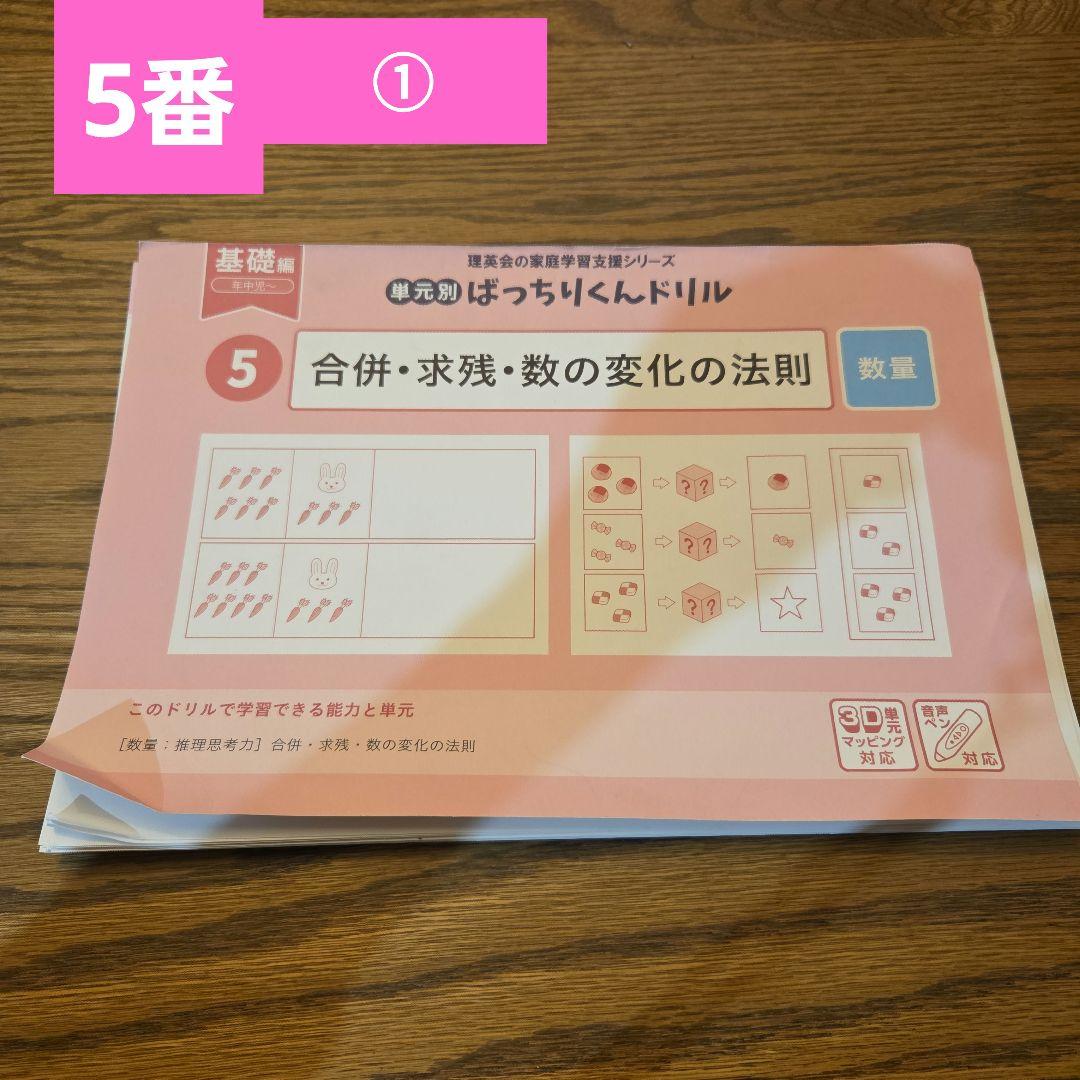 5番
①
基礎編
年中児～
理英会の家庭学習支援シリーズ
単元別 ばっちりくんドリル
5
合併・求残・数の変化の法則
数量
? ?
? ?
? ?
このドリルで学習できる能力と単元
［数量：推理思考力］合併・求残・数の変化の法則
3D単元
マッピング
対応
音声
ペン
対応